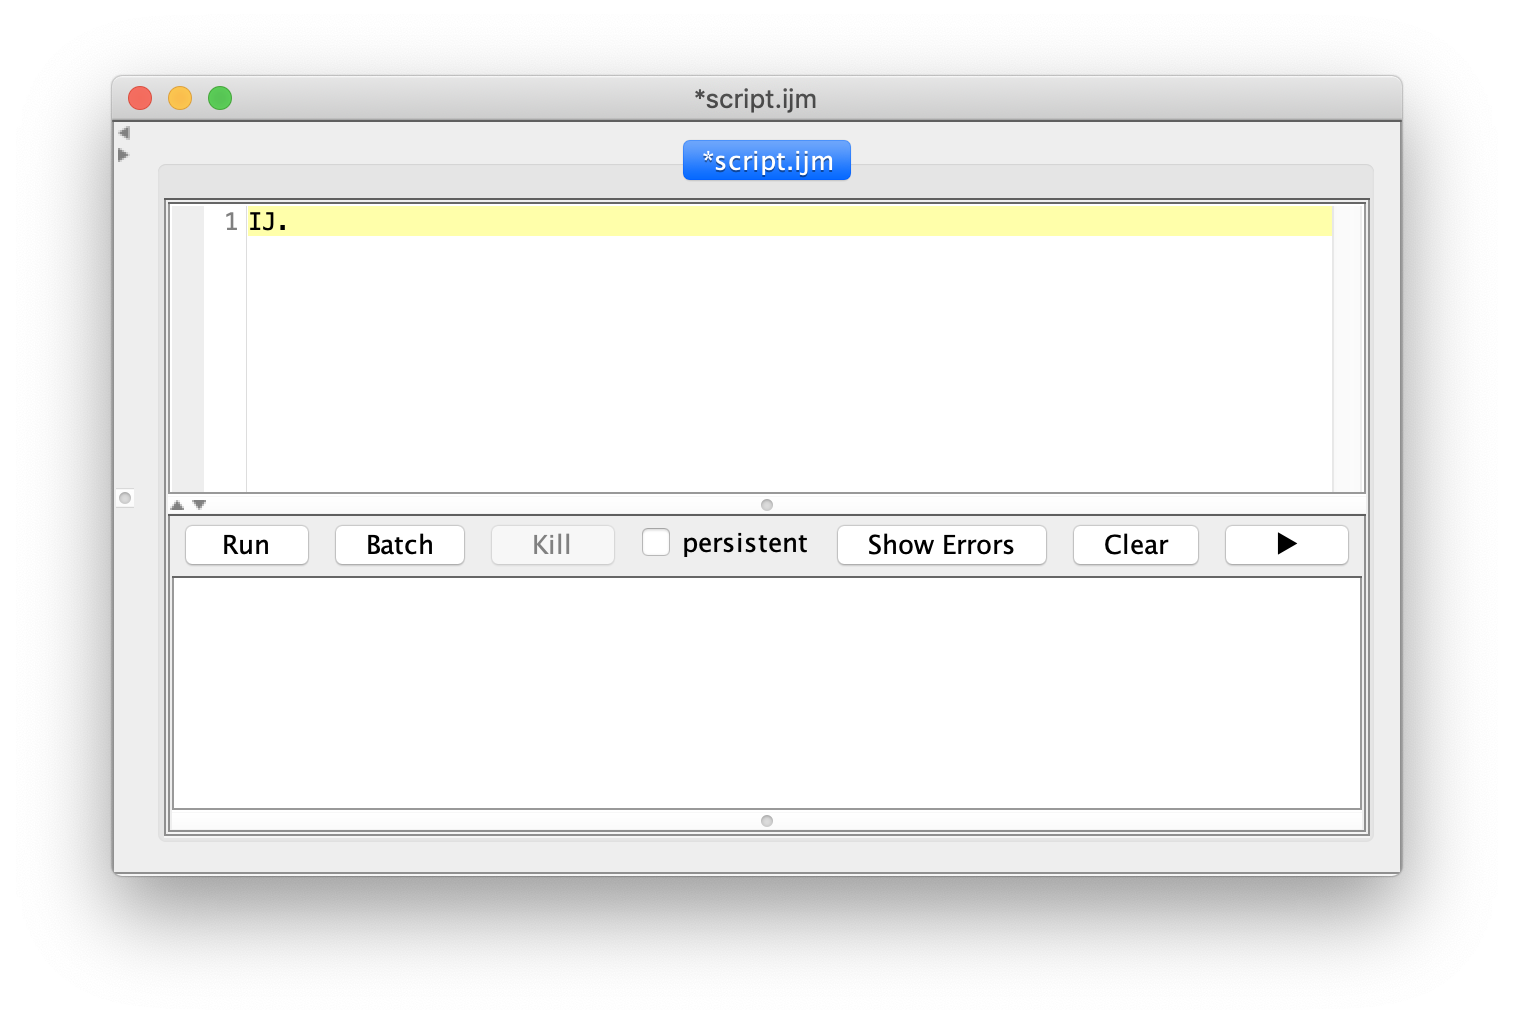 *script.ijm
*script.ijm
1 IJ.
Run Batch Kill persistent Show Errors Clear